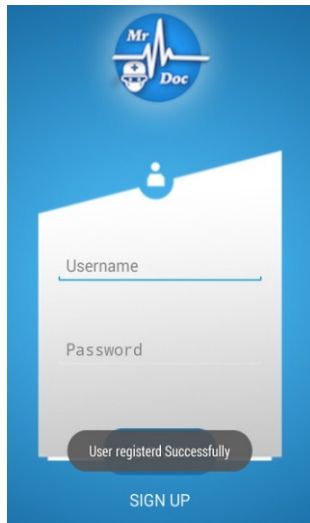 Mr
Doc
Username
Password
User registerd Successfully
SIGN UP